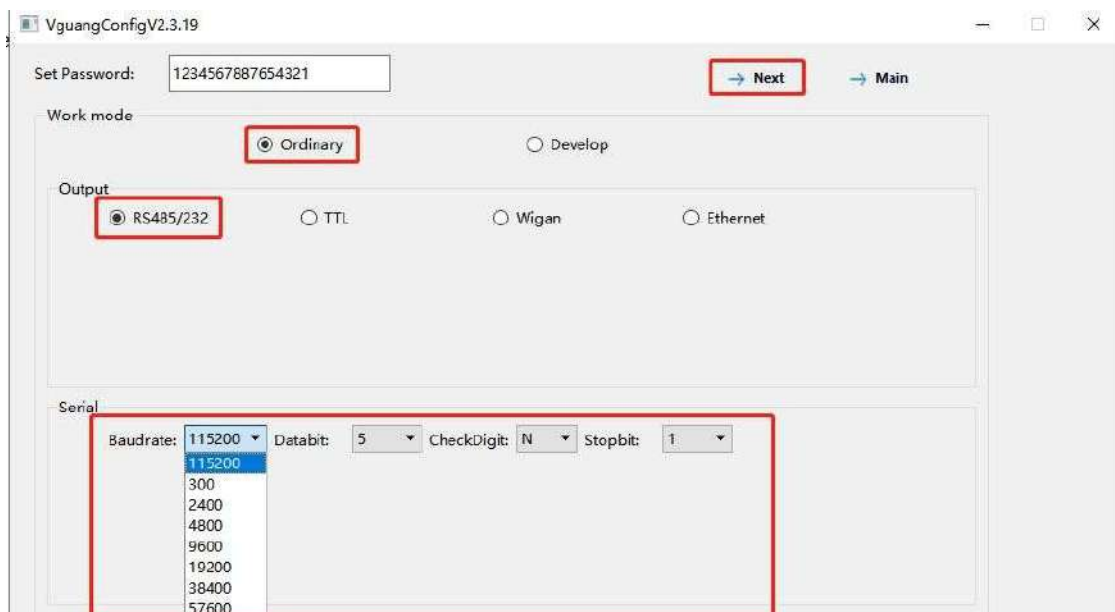 VguangConfigV2.3.19
Set Password: 1234567887654321 → Next → Main
Work mode
Ordinary Develop
Output
RS485/232 TTL Wigan Ethernet
Serial
Baudrate: 115200 Databit: 5 CheckDigit: N Stopbit: 1
115200
300
2400
4800
9600
19200
38400
57600